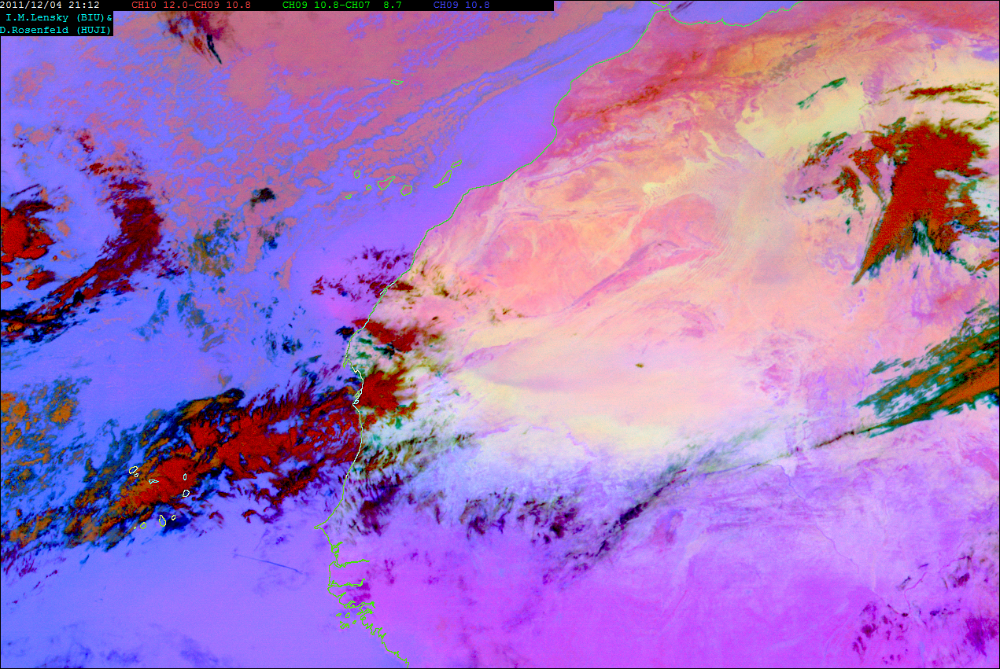 2011/12/04 21:12 CH10 12.0-CH09 10.8 CH09 10.8-CH07 8.7 CH09 10.8
I.M.Lensky (BIU)&
D.Rosenfeld (HUJI)